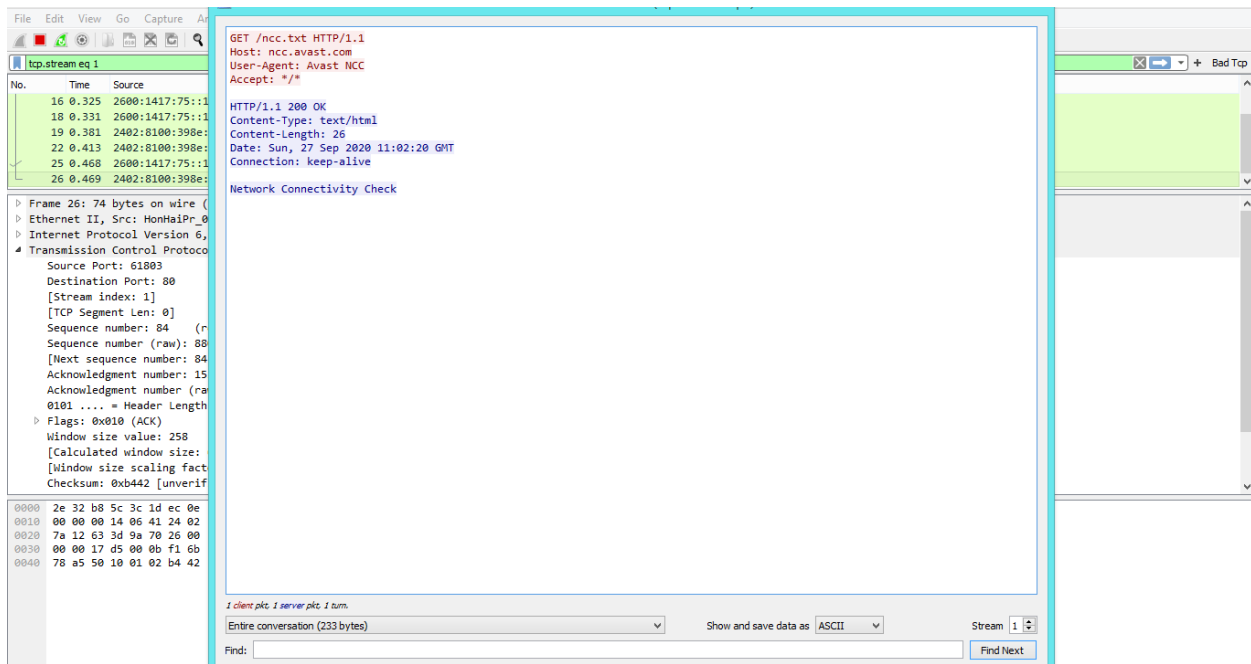 File Edit View Go Capture
tcp.stream eq 1
+ Bad Tcp
No. Time Source
16 0.325 2600:1417:75::1
18 0.331 2600:1417:75::1
19 0.381 2402:8100:398e:
22 0.413 2402:8100:398e:
25 0.468 2600:1417:75::1
26 0.469 2402:8100:398e:
Frame 26: 74 bytes on wire (
Ethernet II, Src: HonHaiPr_0
Internet Protocol Version 6,
Transmission Control Protoco
Source Port: 61803
Destination Port: 80
[Stream index: 1]
[TCP Segment Len: 0]
Sequence number: 84 (r
Sequence number (raw): 880
[Next sequence number: 84
Acknowledgment number: 15
Acknowledgment number (ra
0101 .... = Header Length
Flags: 0x010 (ACK)
Window size value: 258
[Calculated window size:
[Window size scaling fact
Checksum: 0xb442 [unverif
0000 2e 32 b8 5c 3c 1d ec 0e
0010 00 00 00 14 06 41 24 02
0020 7a 12 63 3d 9a 70 26 00
0030 00 00 17 d5 00 0b f1 6b
0040 78 a5 50 10 01 02 b4 42
GET /ncc.txt HTTP/1.1
Host: ncc.avast.com
User-Agent: Avast NCC
Accept: */*
HTTP/1.1 200 OK
Content-Type: text/html
Content-Length: 26
Date: Sun, 27 Sep 2020 11:02:20 GMT
Connection: keep-alive
Network Connectivity Check
1 client pkt, 1 server pkt, 1 turn.
Entire conversation (233 bytes)
Show and save data as ASCII
Stream 1
Find:
Find Next